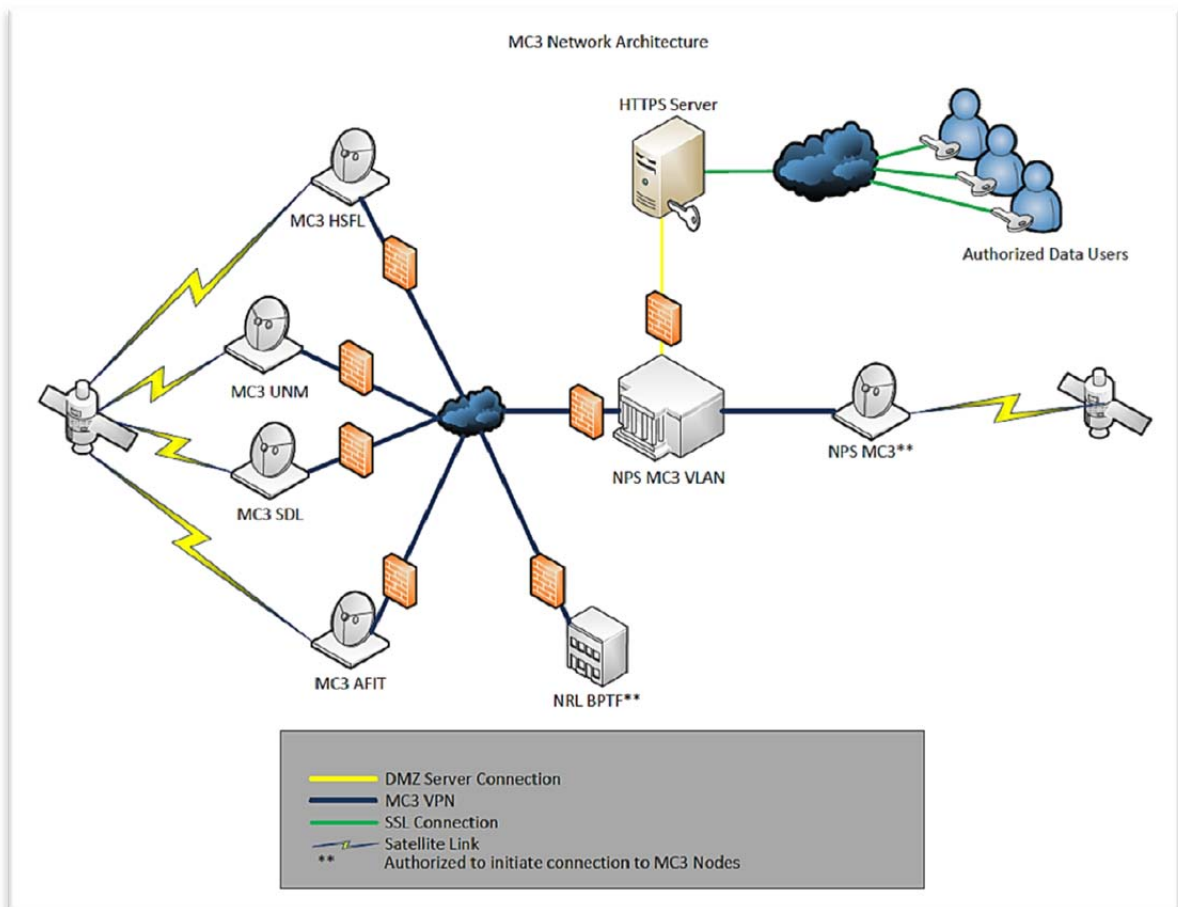 MC3 Network Architecture
HTTPS Server
MC3 HSFL
Authorized Data Users
MC3 UNM
NPS MC3 VLAN
NPS MC3**
MC3 SDL
MC3 AFIT
NRL BPTF**
DMZ Server Connection
MC3 VPN
SSL Connection
Satellite Link
** Authorized to initiate connection to MC3 Nodes